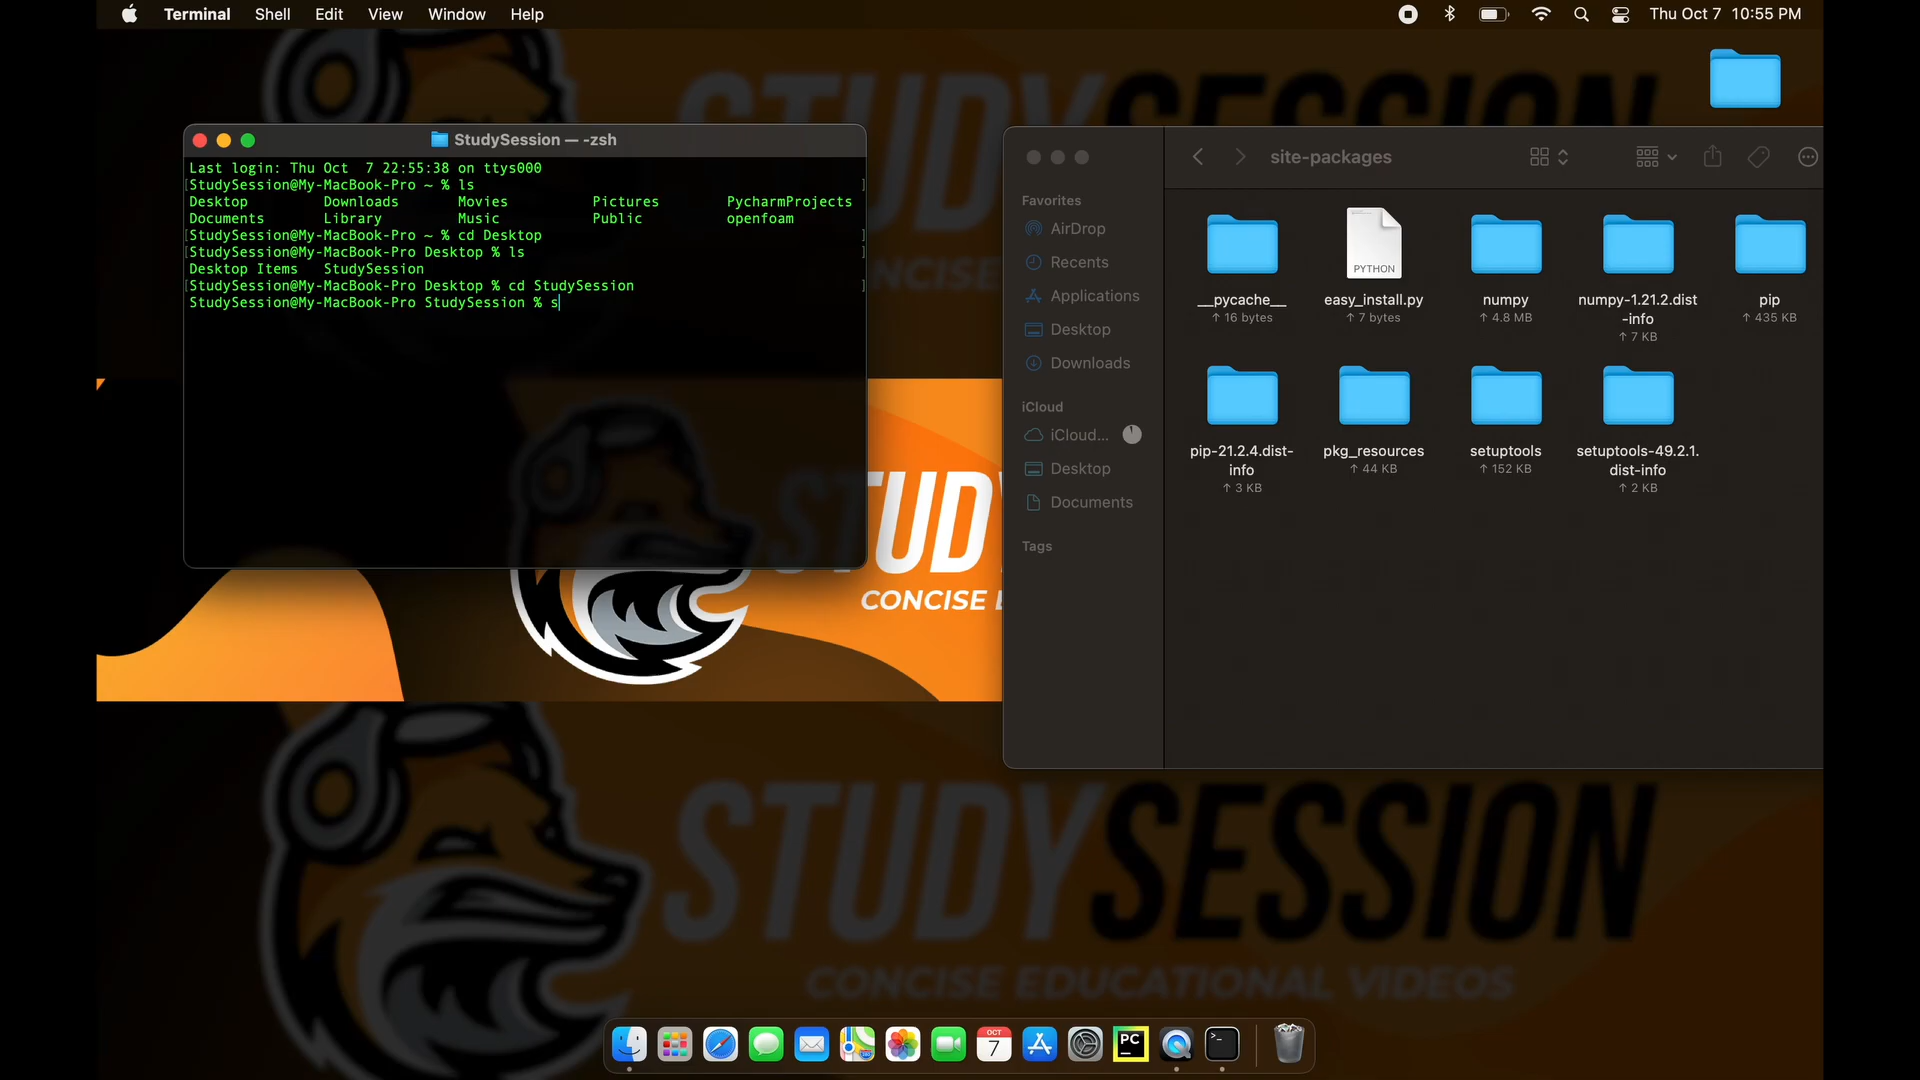 Terminal Shell Edit View Window Help
Thu Oct 7 10:55 PM
StudySession — -zsh
Last login: Thu Oct  7 22:55:38 on ttys000
[StudySession@My-MacBook-Pro ~ % ls ]
Desktop Downloads Movies Pictures PycharmProjects
Documents Library Music Public openfoam
[StudySession@My-MacBook-Pro ~ % cd Desktop ]
[StudySession@My-MacBook-Pro Desktop % ls ]
Desktop Items StudySession
[StudySession@My-MacBook-Pro Desktop % cd StudySession ]
StudySession@My-MacBook-Pro StudySession % s
site-packages
Favorites
AirDrop
Recents
Applications
Desktop
Downloads
iCloud
iCloud...
Desktop
Documents
Tags
PYTHON
__pycache__ easy_install.py numpy numpy-1.21.2.dist pip
-info
↑ 16 bytes ↑ 7 bytes ↑ 4.8 MB ↑ 7 KB ↑ 435 KB
pip-21.2.4.dist- pkg_resources setuptools setuptools-49.2.1.
info dist-info
↑ 3 KB ↑ 44 KB ↑ 152 KB ↑ 2 KB
STUDYSESSION
NCISE
STUD
CONCISE
STUDYSESSION
CONCISE EDUCATIONAL VIDEOS
OCT
7
PC